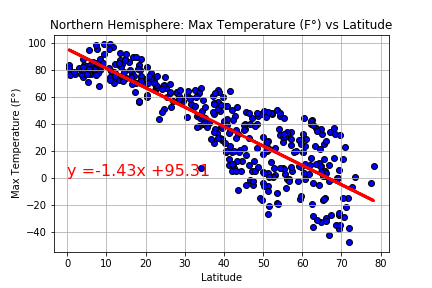 Northern Hemisphere: Max Temperature (F°) vs Latitude
100
80
60
40
20
0
−20
−40
Max Temperature (F°)
y =-1.43x +95.31
0 10 20 30 40 50 60 70 80
Latitude